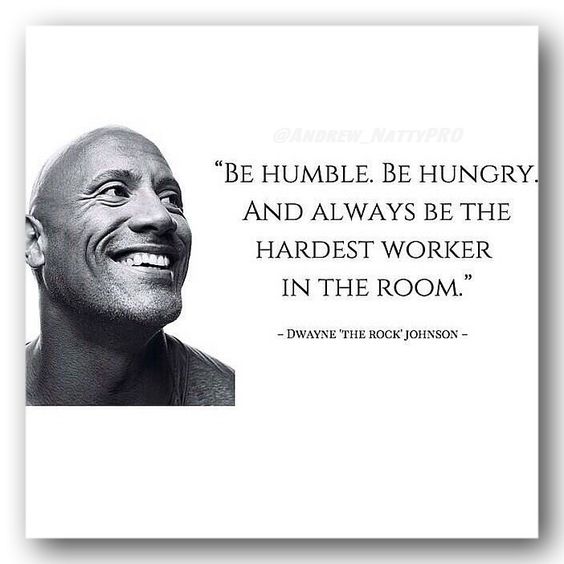 @ANDREW_NATTYPRO
“BE HUMBLE. BE HUNGRY.
AND ALWAYS BE THE
HARDEST WORKER
IN THE ROOM.”
– DWAYNE 'THE ROCK' JOHNSON –